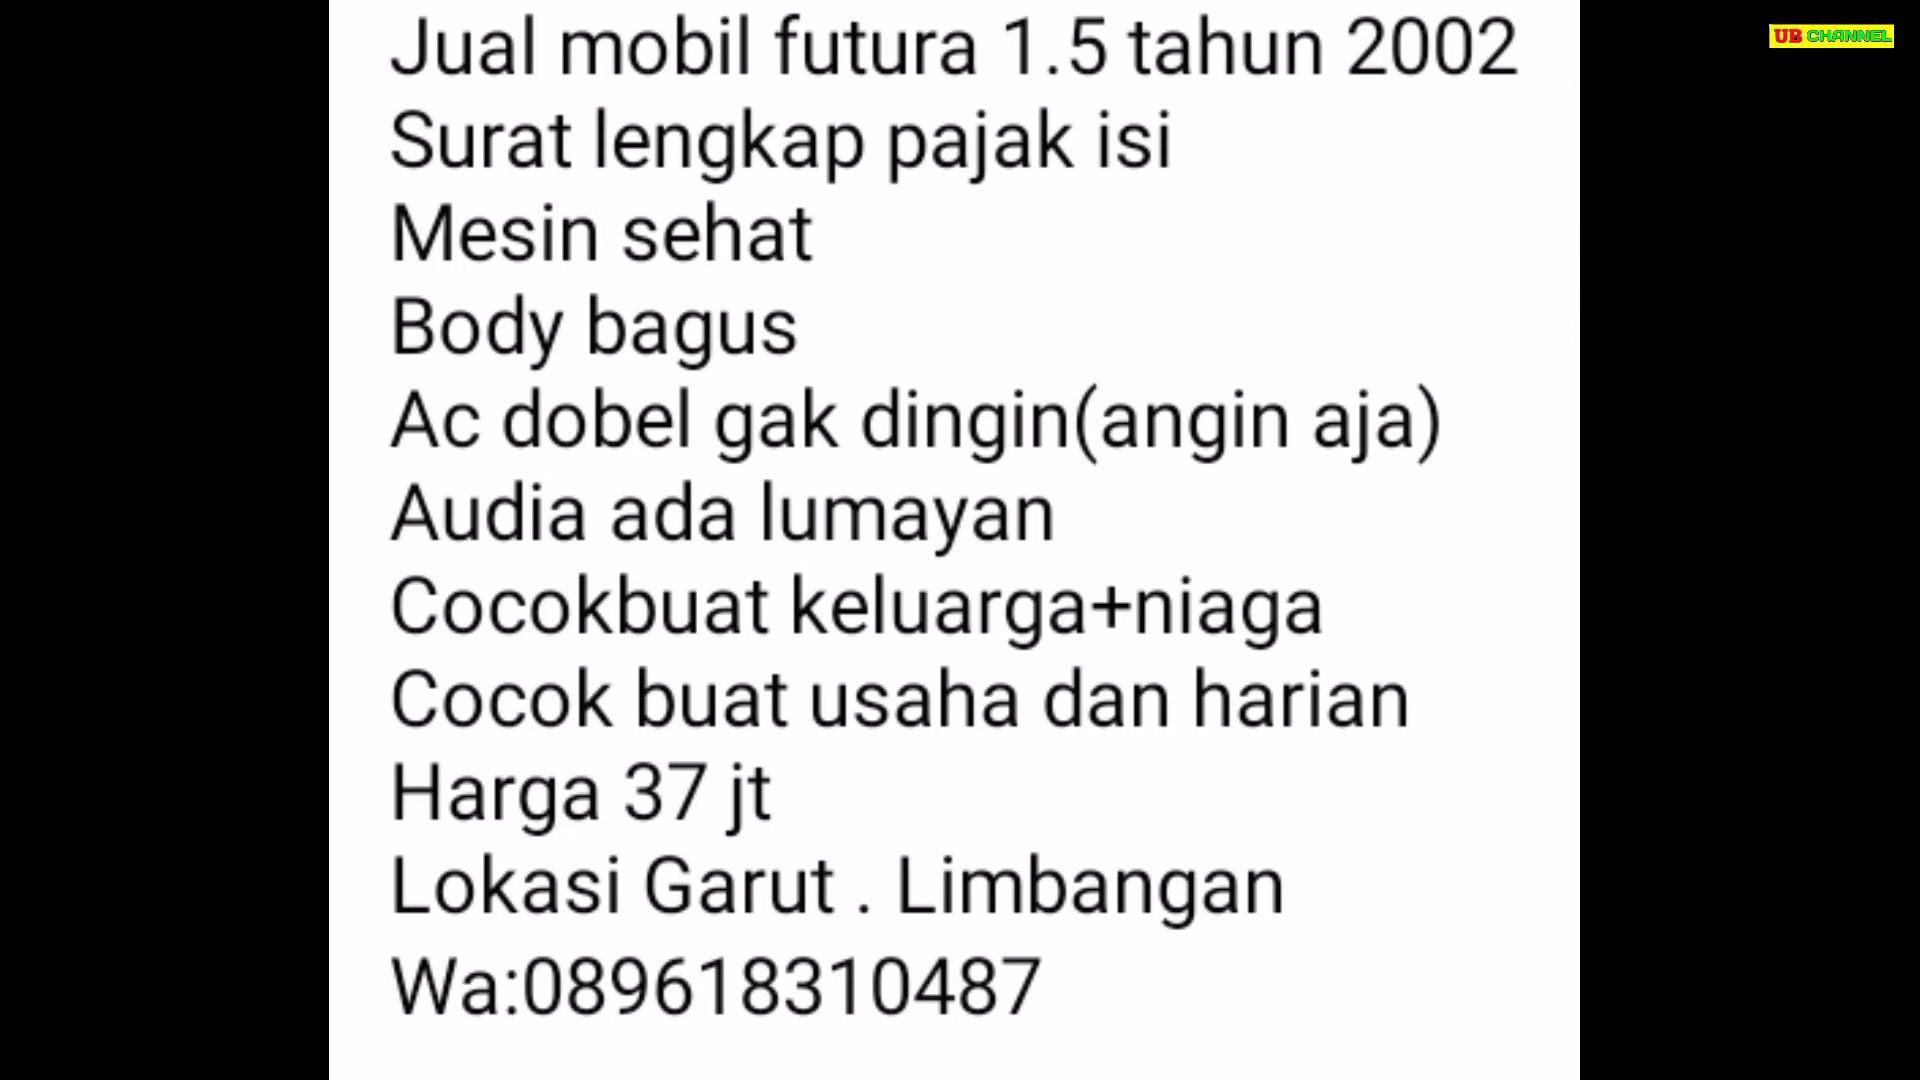 Jual mobil futura 1.5 tahun 2002
UB CHANNEL
Surat lengkap pajak isi
Mesin sehat
Body bagus
Ac dobel gak dingin(angin aja)
Audia ada lumayan
Cocokbuat keluarga+niaga
Cocok buat usaha dan harian
Harga 37 jt
Lokasi Garut . Limbangan
Wa:089618310487